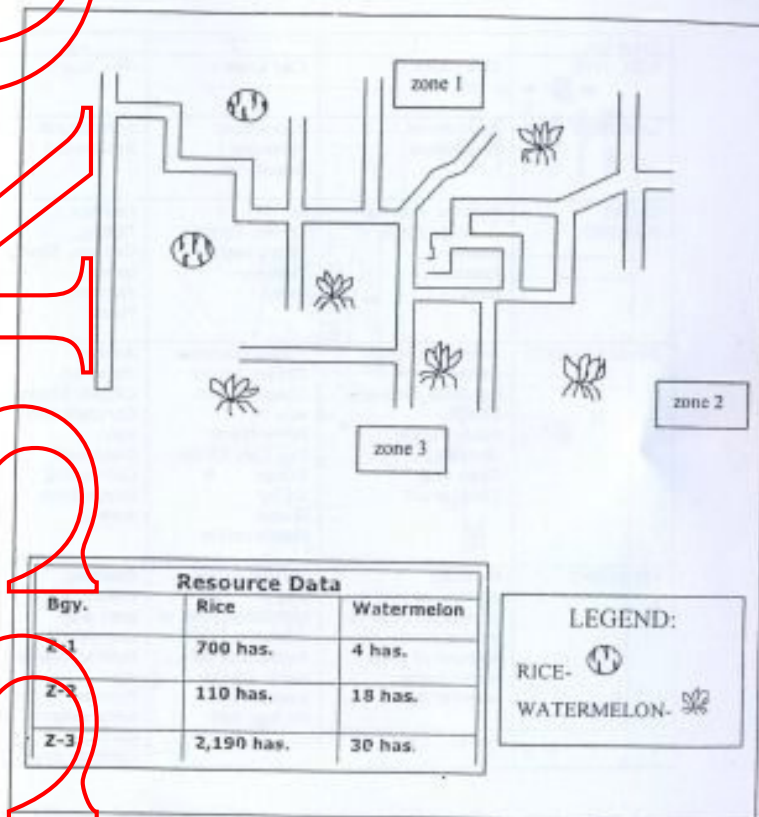 zone 1
zone 2
zone 3
Resource Data
Bgy. Rice Watermelon
Z-1 700 has. 4 has.
Z-2 110 has. 18 has.
Z-3 2,190 has. 30 has.
LEGEND:
RICE-
WATERMELON-